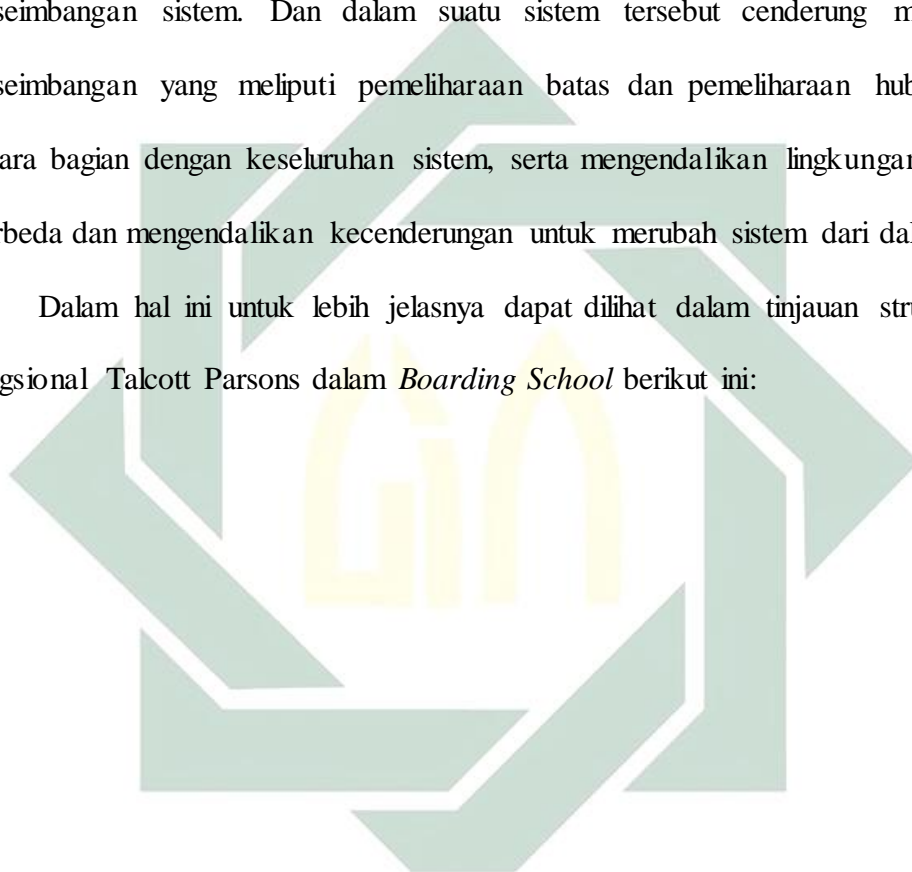 seimbangan sistem. Dan dalam suatu sistem tersebut cenderung m
seimbangan yang meliputi pemeliharaan batas dan pemeliharaan hub
ara bagian dengan keseluruhan sistem, serta mengendalikan lingkungan
rbeda dan mengendalikan kecenderungan untuk merubah sistem dari dal
Dalam hal ini untuk lebih jelasnya dapat dilihat dalam tinjauan stru
gsional Talcott Parsons dalam Boarding School berikut ini: